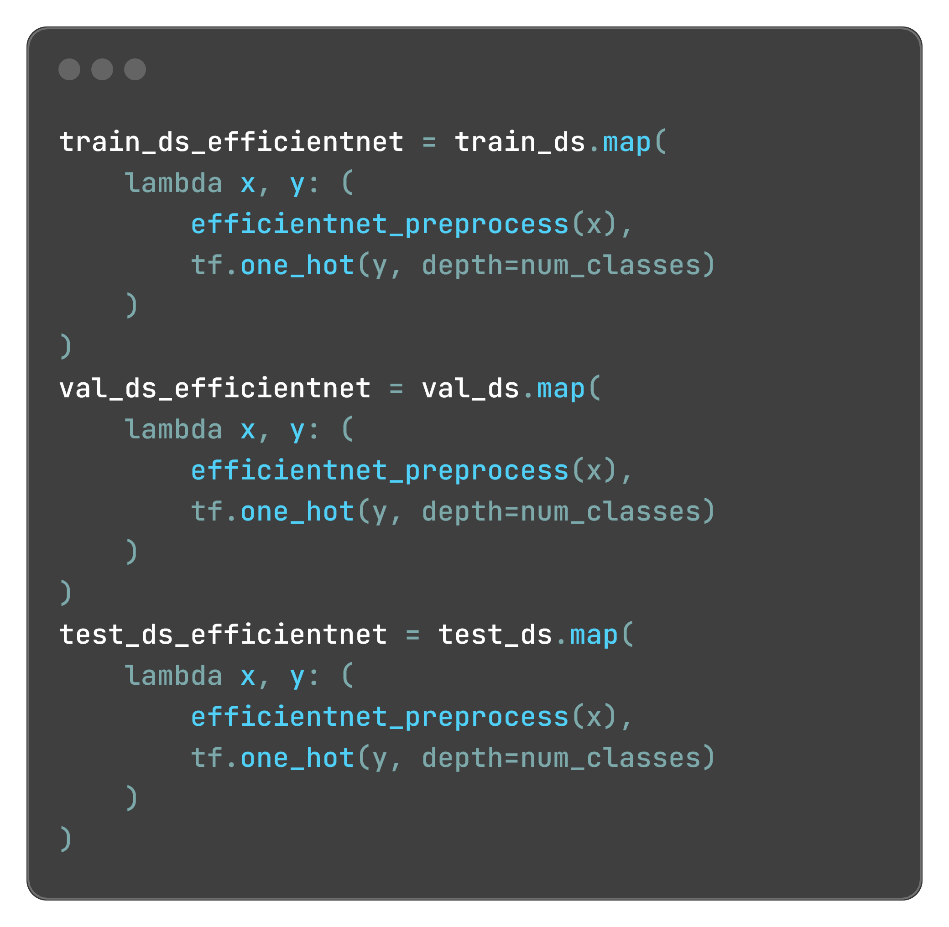 train_ds_efficientnet = train_ds.map(
    lambda x, y: (
        efficientnet_preprocess(x),
        tf.one_hot(y, depth=num_classes)
    )
)
val_ds_efficientnet = val_ds.map(
    lambda x, y: (
        efficientnet_preprocess(x),
        tf.one_hot(y, depth=num_classes)
    )
)
test_ds_efficientnet = test_ds.map(
    lambda x, y: (
        efficientnet_preprocess(x),
        tf.one_hot(y, depth=num_classes)
    )
)